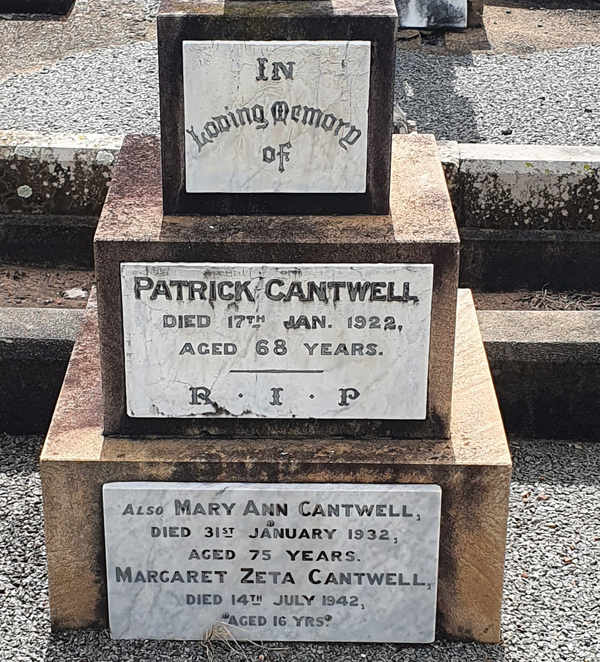 IN
Loving Memory
of
PATRICK CANTWELL
DIED 17TH JAN. 1922,
AGED 68 YEARS.
R · I · P
ALSO MARY ANN CANTWELL,
DIED 31ST JANUARY 1932,
AGED 75 YEARS.
MARGARET ZETA CANTWELL,
DIED 14TH JULY 1942,
AGED 16 YRS.